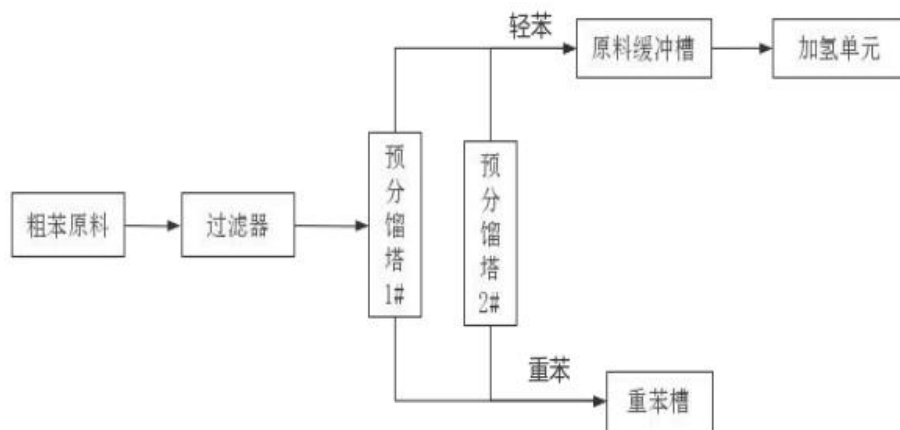 轻苯
原料缓冲槽
加氢单元
预分馏塔1#
预分馏塔2#
粗苯原料
过滤器
重苯
重苯槽